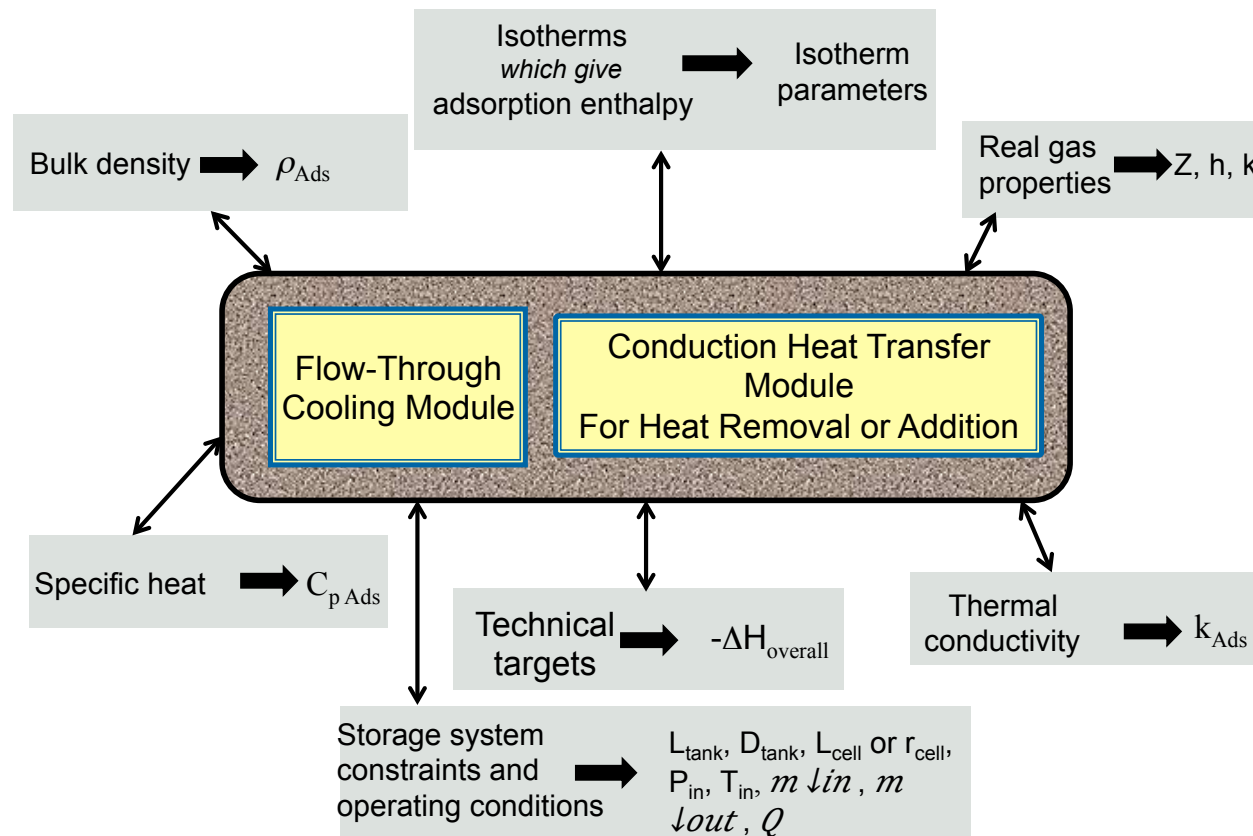 Isotherms
which give
adsorption enthalpy
Isotherm
parameters
Bulk density
ρAds
Real gas
properties
Z, h, k
Flow-Through
Cooling Module
Conduction Heat Transfer
Module
For Heat Removal or Addition
Specific heat
Cp Ads
Technical
targets
-ΔHoverall
Thermal
conductivity
kAds
Storage system
constraints and
operating conditions
Ltank, Dtank, Lcell or rcell,
Pin, Tin, m ↓in , m
↓out , Q